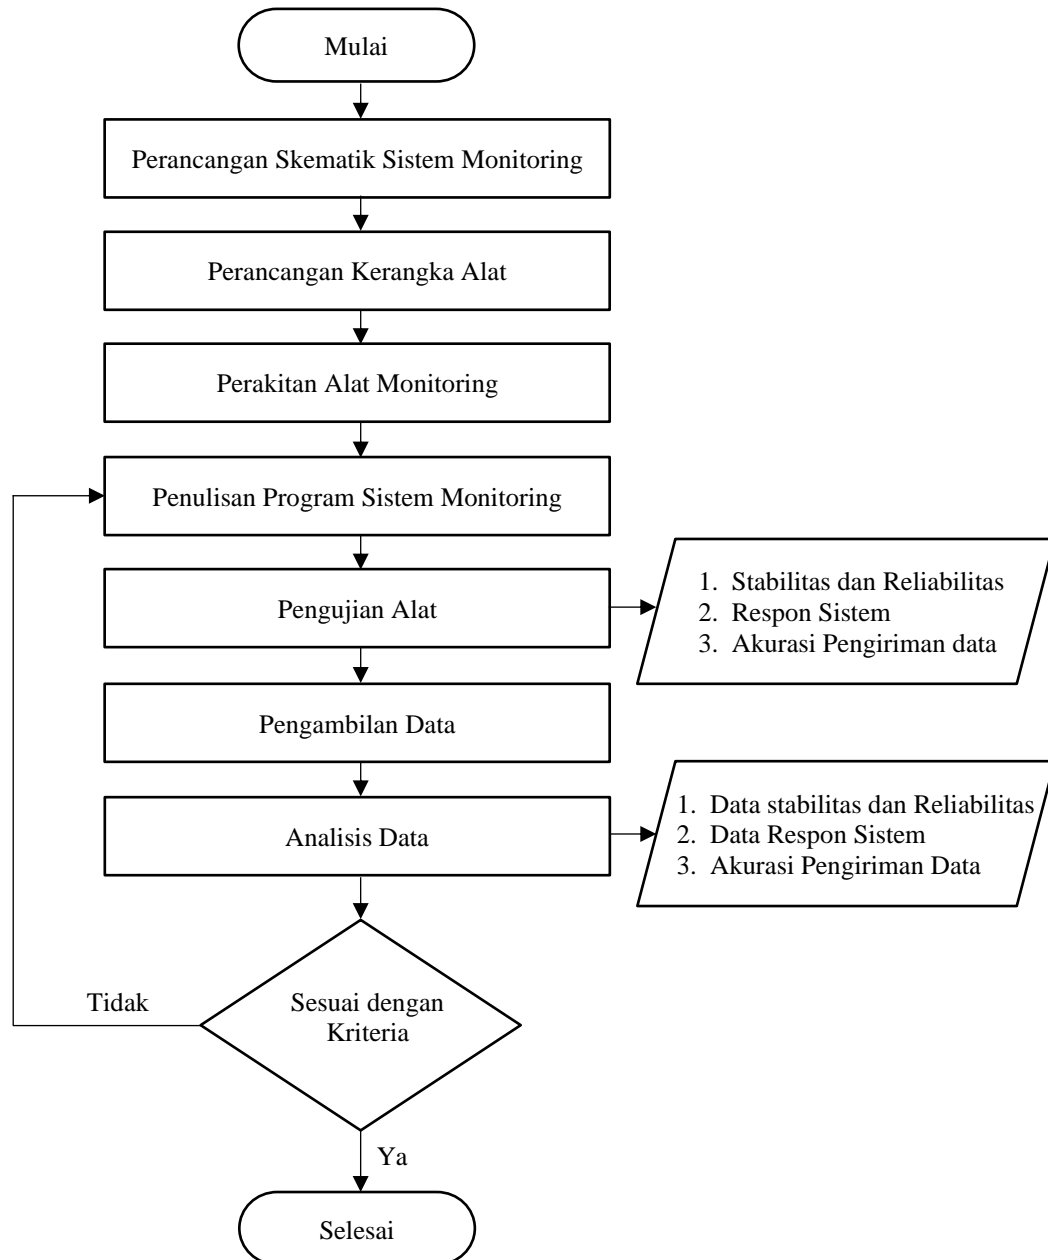 Mulai
Perancangan Skematik Sistem Monitoring
Perancangan Kerangka Alat
Perakitan Alat Monitoring
Penulisan Program Sistem Monitoring
Pengujian Alat
1. Stabilitas dan Reliabilitas
2. Respon Sistem
3. Akurasi Pengiriman data
Pengambilan Data
Analisis Data
1. Data stabilitas dan Reliabilitas
2. Data Respon Sistem
3. Akurasi Pengiriman Data
Tidak
Sesuai dengan
Kriteria
Ya
Selesai